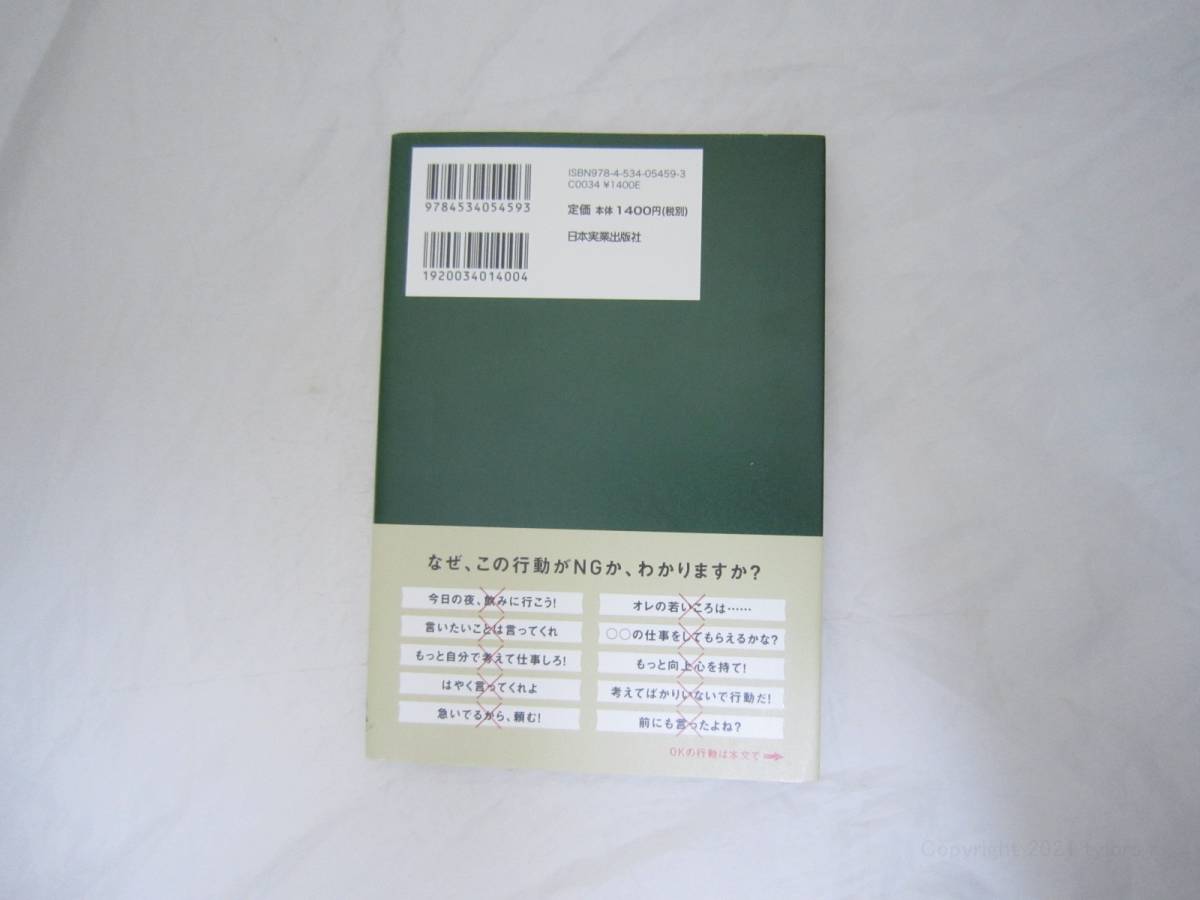 ISBN978-4-534-05459-3
C0034 ¥1400E
定価 本体1400円(税別)
日本実業出版社
9784534054593
1920034014004
なぜ、この行動がNGか、わかりますか?
今日の夜、飲みに行こう!
言いたいことは言ってくれ
もっと自分で考えて仕事しろ!
はやく言ってくれよ
急いでるから、頼む!
オレの若いころは……
○○の仕事をしてもらえるかな?
もっと向上心を持て!
考えてばかりいないで行動だ!
前にも言ったよね?
OKの行動は本文で
Copyright 2021